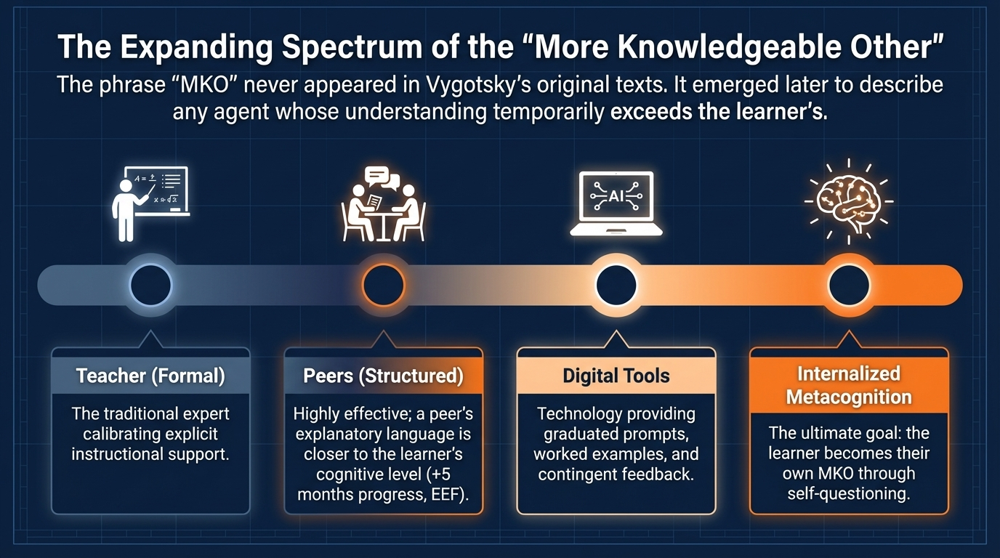 The Expanding Spectrum of the “More Knowledgeable Other”
The phrase “MKO” never appeared in Vygotsky’s original texts. It emerged later to describe
any agent whose understanding temporarily exceeds the learner’s.
AI
Teacher (Formal)
The traditional expert
calibrating explicit
instructional support.
Peers (Structured)
Highly effective; a peer’s
explanatory language is
closer to the learner’s
cognitive level (+5
months progress, EEF).
Digital Tools
Technology providing
graduated prompts,
worked examples, and
contingent feedback.
Internalized
Metacognition
The ultimate goal: the
learner becomes their
own MKO through
self-questioning.